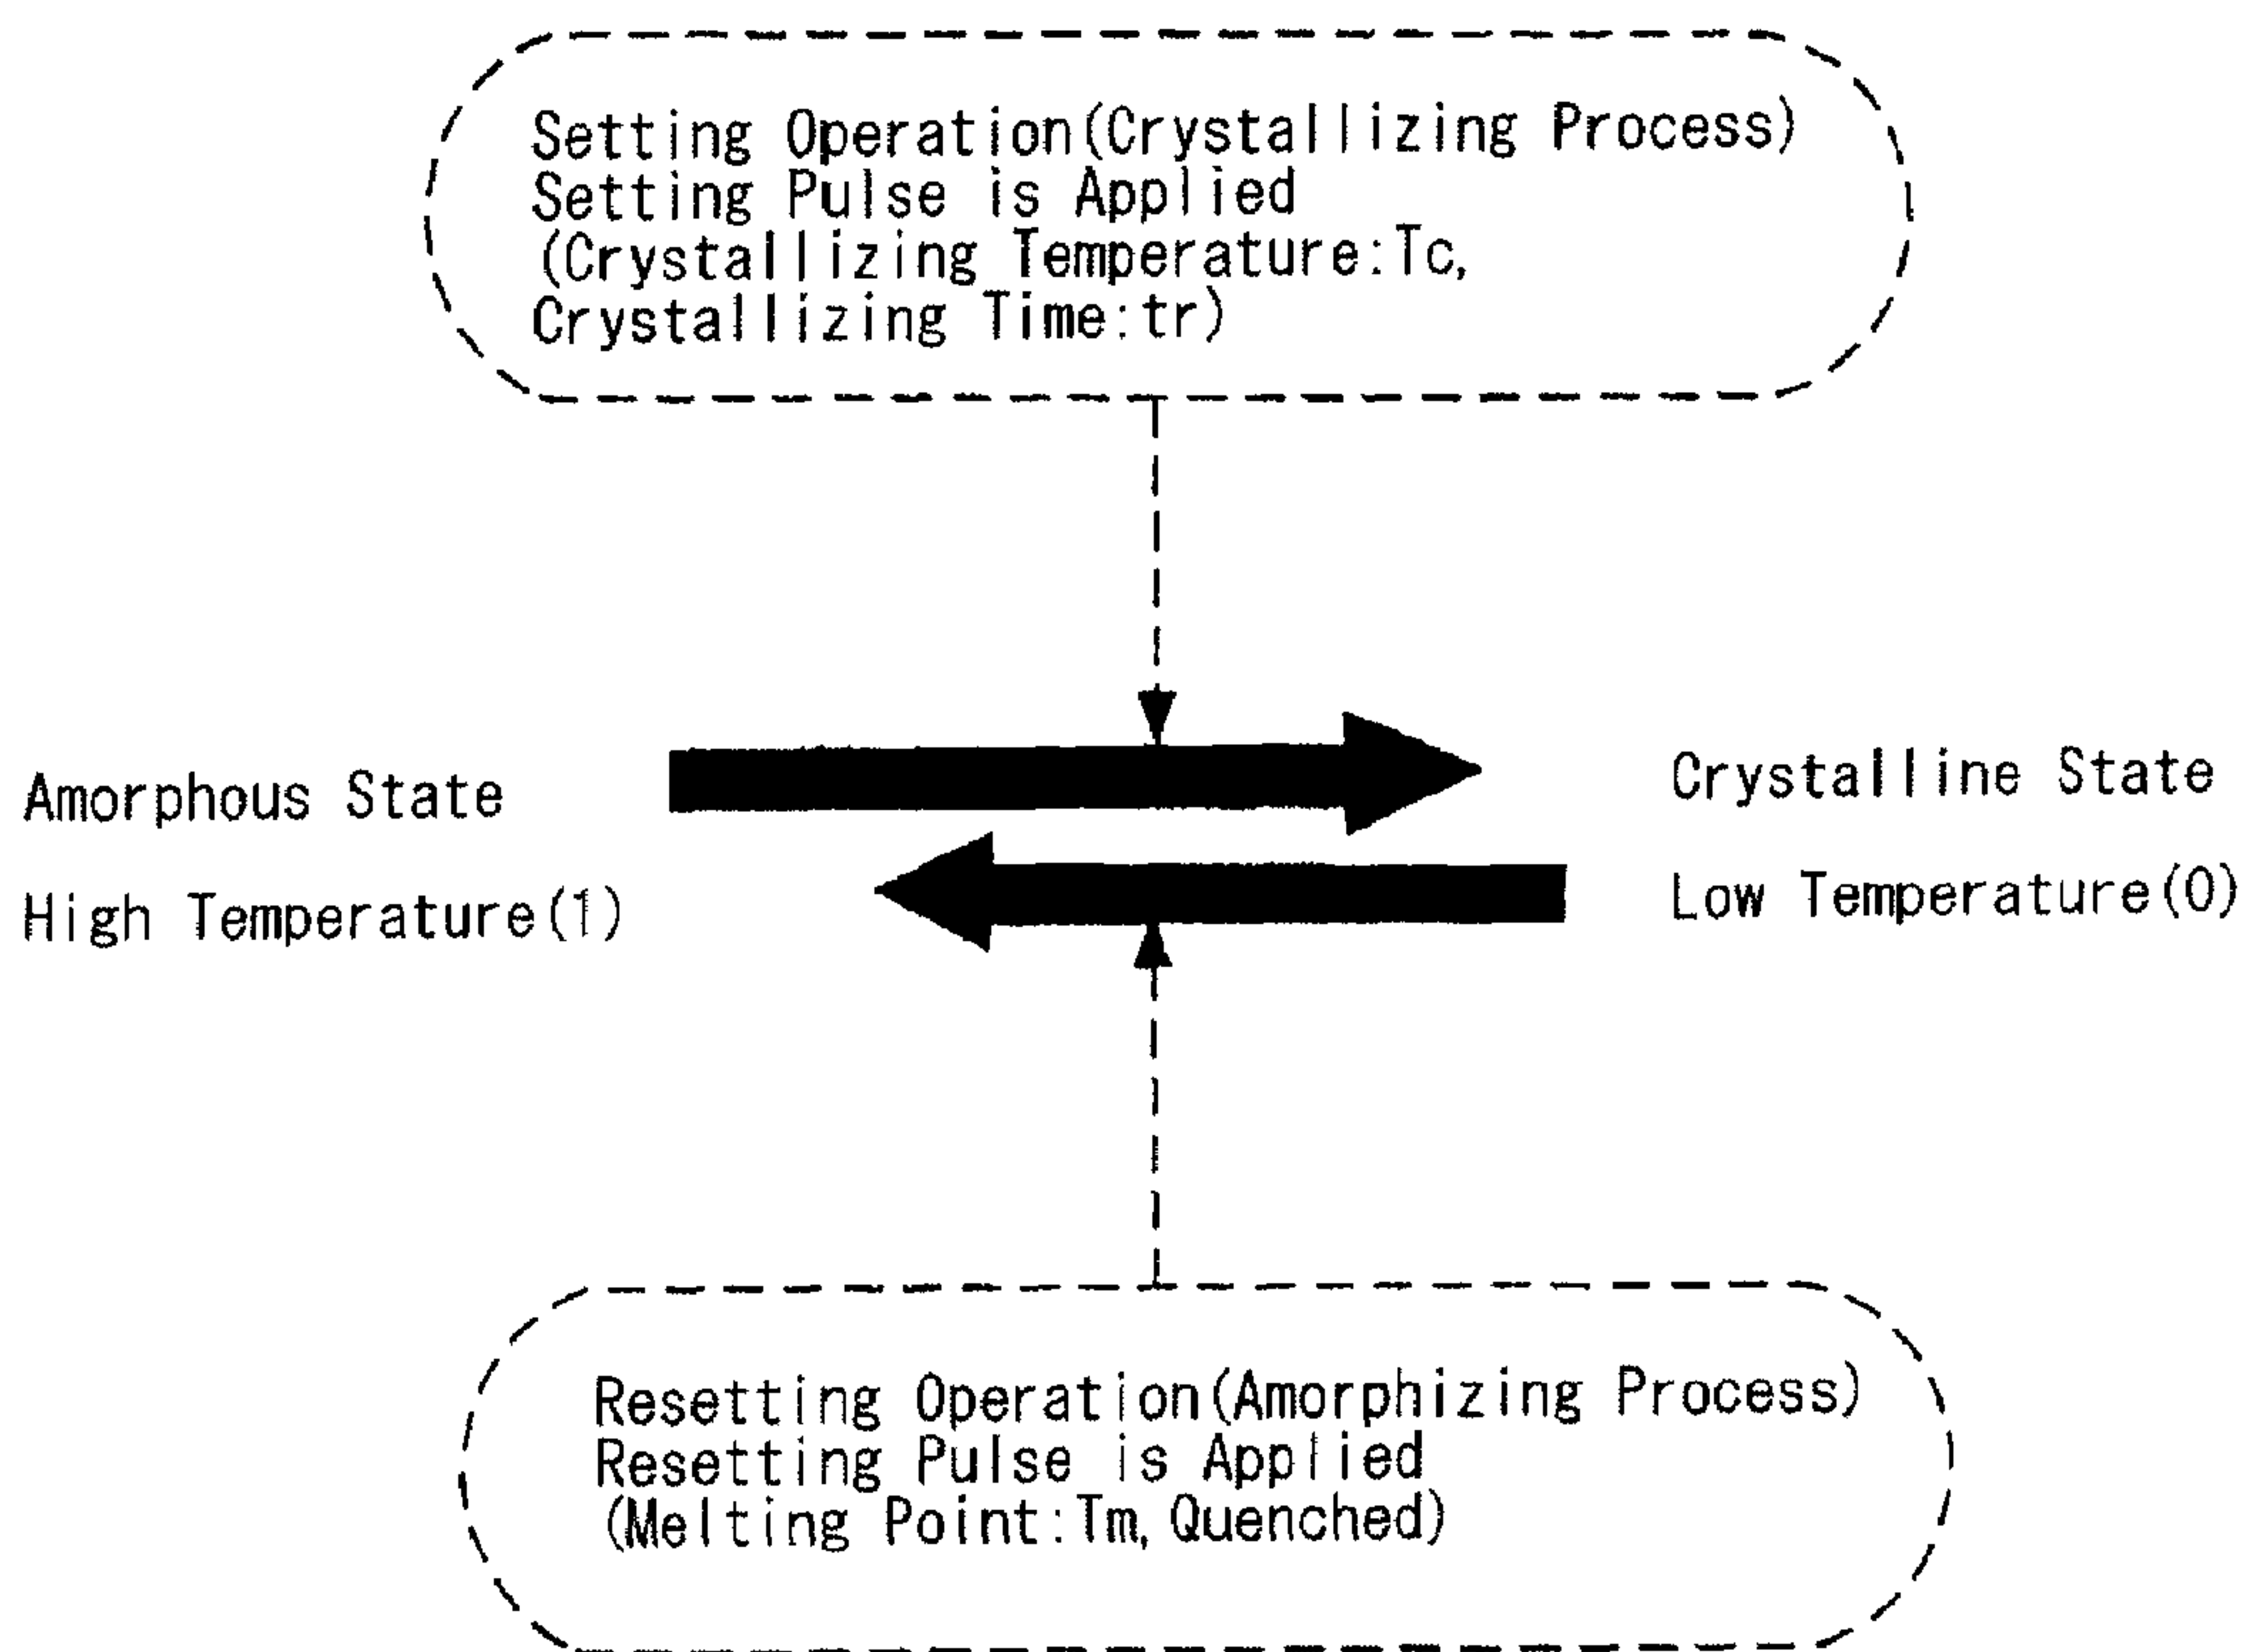 Setting Operation(Crystallizing Process)
Setting Pulse is Applied
(Crystallizing Temperature:Tc,
Crystallizing Time:tr)
Amorphous State
High Temperature(1)
Crystalline State
Low Temperature(0)
Resetting Operation(Amorphizing Process)
Resetting Pulse is Applied
(Melting Point:Tm,Quenched)